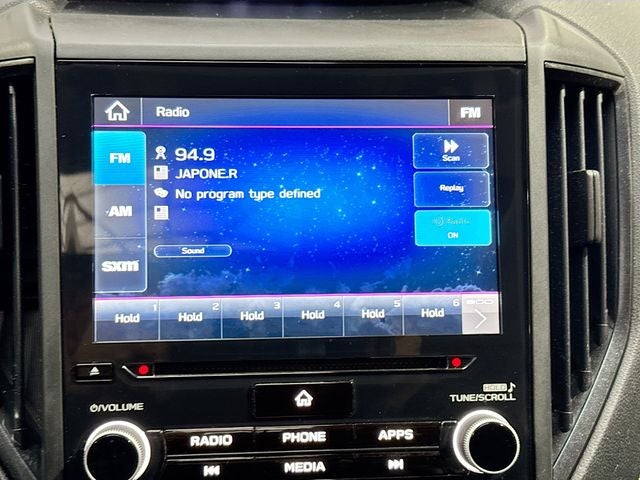 Radio
FM
FM
94.9
Scan
JAPONE.R
AM
No program type defined
Replay
ON
Sound
sxm
1 2 3 4 5 6
Hold Hold Hold Hold Hold Hold
HOLD
VOLUME
TUNE/SCROLL
RADIO PHONE APPS
MEDIA